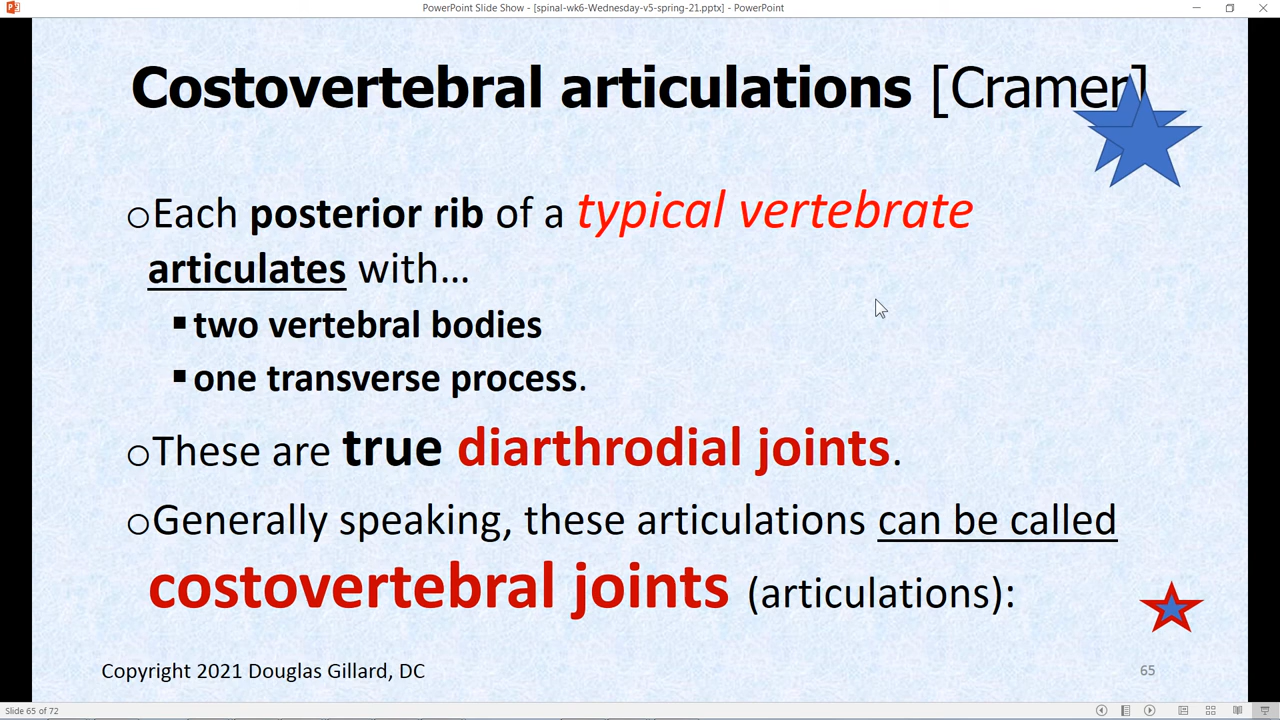 PowerPoint Slide Show - [spinal-wk6-Wednesday-v5-spring-21.pptx] - PowerPoint
Costovertebral articulations [Cramer]
Each posterior rib of a typical vertebrate
articulates with…
two vertebral bodies
one transverse process.
These are true diarthrodial joints.
Generally speaking, these articulations can be called
costovertebral joints (articulations):
Copyright 2021 Douglas Gillard, DC
65
Slide 65 of 72